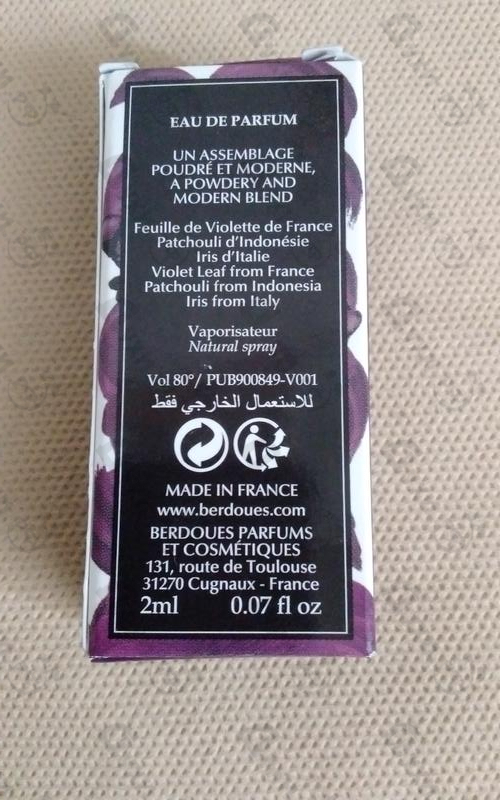 EAU DE PARFUM
UN ASSEMBLAGE
POUDRÉ ET MODERNE,
A POWDERY AND
MODERN BLEND
Feuille de Violette de France
Patchouli d'Indonésie
Iris d'Italie
Violet Leaf from France
Patchouli from Indonesia
Iris from Italy
Vaporisateur
Natural spray
Vol 80°/ PUB900849-V001
للاستعمال الخارجي فقط
MADE IN FRANCE
www.berdoues.com
BERDOUES PARFUMS
ET COSMÉTIQUES
131, route de Toulouse
31270 Cugnaux - France
2ml 0.07 fl oz